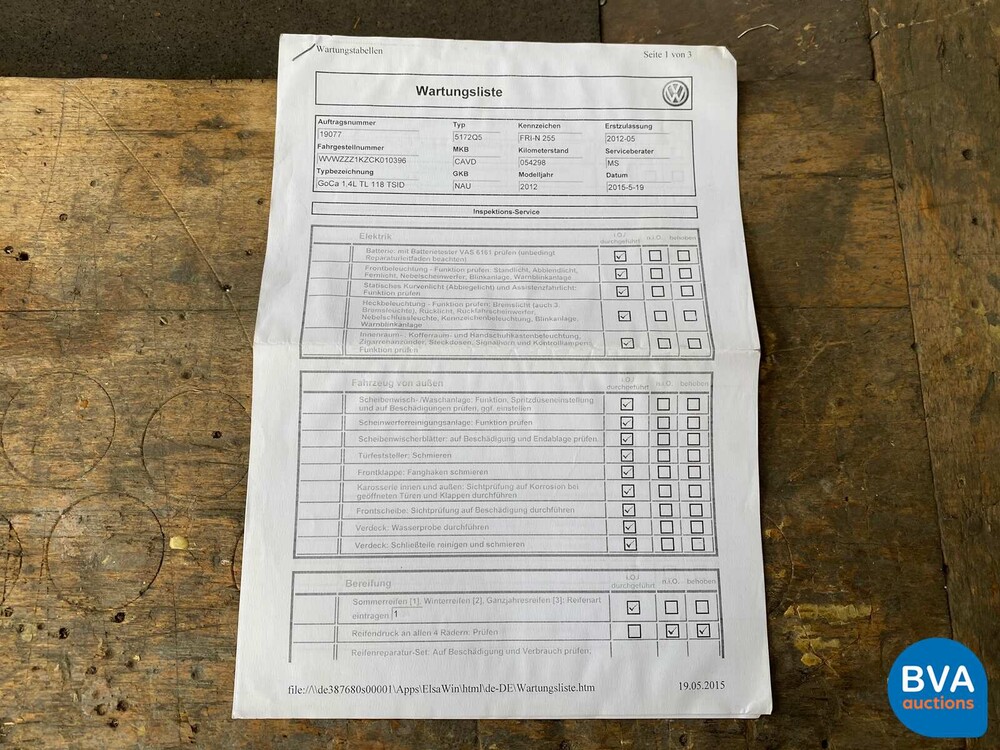 Wartungstabellen Seite 1 von 3
Wartungsliste
Auftragsnummer Typ Kennzeichen Erstzulassung
19077 5172Q5 FRI-N 255 2012-05
Fahrgestellnummer MKB Kilometerstand Serviceberater
WVWZZZ1KZCK010396 CAVD 054298 MS
Typbezeichnung GKB Modelljahr Datum
GoCa 1.4L TL 118 TSID NAU 2012 2015-5-19
Inspektions-Service
Elektrik i.O./ durchgeführt n.i.O. behoben
Batterie: mit Batterietester VAS 6161 prüfen (unbedingt
Reparaturleitfaden beachten)
Frontbeleuchtung - Funktion prüfen: Standlicht, Abblendlicht,
Fernlicht, Nebelscheinwerfer, Blinkanlage, Warnblinkanlage
Statisches Kurvenlicht (Abbiegelicht) und Assistenzfahrlicht:
Funktion prüfen
Heckbeleuchtung - Funktion prüfen: Bremslicht (auch 3.
Bremsleuchte), Rücklicht, Rückfahrscheinwerfer,
Nebelschlussleuchte, Kennzeichenbeleuchtung, Blinkanlage,
Warnblinkanlage
Innenraum-, Kofferraum- und Handschuhkastenbeleuchtung,
Zigarrenanzünder, Steckdosen, Signalhorn und Kontrolllampen:
Funktion prüfen
Fahrzeug von außen i.O./ durchgeführt n.i.O. behoben
Scheibenwisch- /Waschanlage: Funktion, Spritzdüseneinstellung
und auf Beschädigungen prüfen, ggf. einstellen
Scheinwerferreinigungsanlage: Funktion prüfen
Scheibenwischerblätter: auf Beschädigung und Endablage prüfen.
Türfeststeller: Schmieren
Frontklappe: Fanghaken schmieren
Karosserie innen und außen: Sichtprüfung auf Korrosion bei
geöffneten Türen und Klappen durchführen
Frontscheibe: Sichtprüfung auf Beschädigung durchführen
Verdeck: Wasserprobe durchführen
Verdeck: Schließteile reinigen und schmieren
Bereifung i.O./ durchgeführt n.i.O. behoben
Sommerreifen [1], Winterreifen [2], Ganzjahresreifen [3]: Reifenart
eintragen 1
Reifendruck an allen 4 Rädern: Prüfen
Reifenreparatur-Set: Auf Beschädigung und Verbrauch prüfen,
file://\\de387680s00001\Apps\ElsaWin\html\de-DE\Wartungsliste.htm 19.05.2015
BVA
auctions